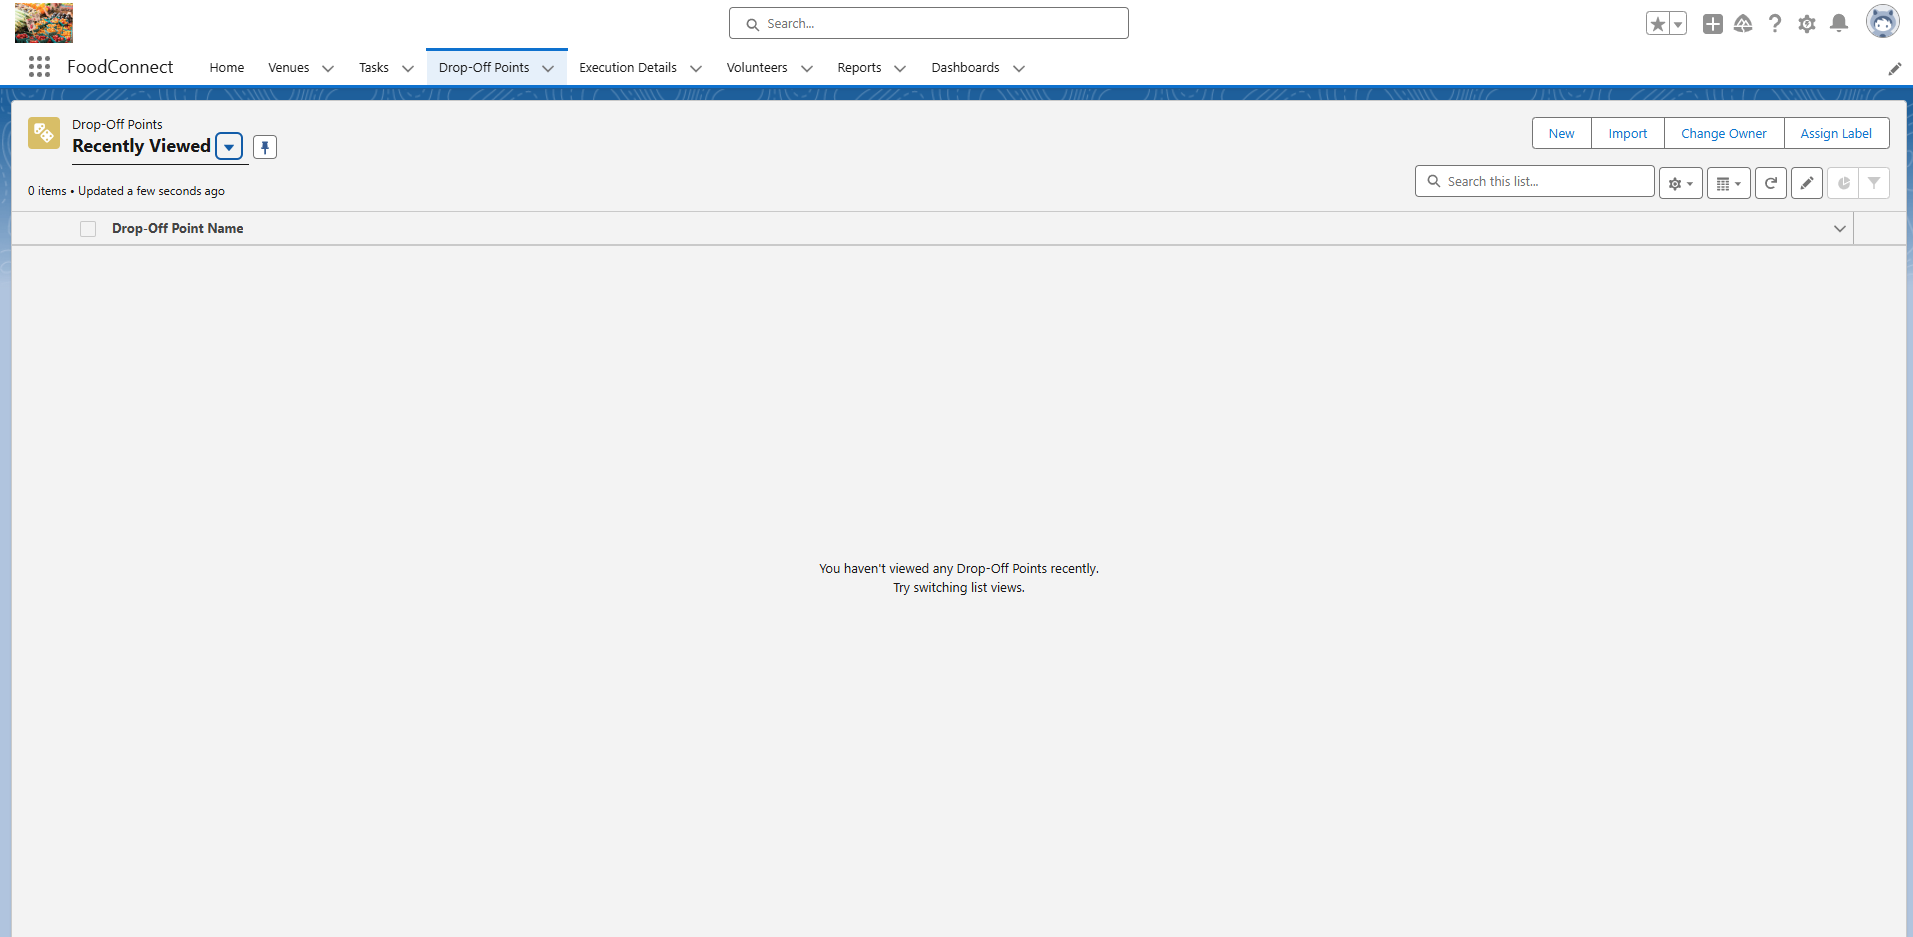 Search...
FoodConnect
Home
Venues
Tasks
Drop-Off Points
Execution Details
Volunteers
Reports
Dashboards
Drop-Off Points
Recently Viewed
New
Import
Change Owner
Assign Label
0 items • Updated a few seconds ago
Search this list...
Drop-Off Point Name
You haven't viewed any Drop-Off Points recently.
Try switching list views.